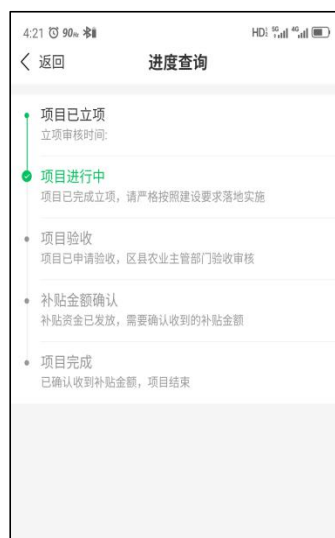 4:21 90% HD 5G 4G
返回 进度查询
项目已立项
立项审核时间:
项目进行中
项目已完成立项，请严格按照建设要求落地实施
项目验收
项目已申请验收，区县农业主管部门验收审核
补贴金额确认
补贴资金已发放，需要确认收到的补贴金额
项目完成
已确认收到补贴金额，项目结束